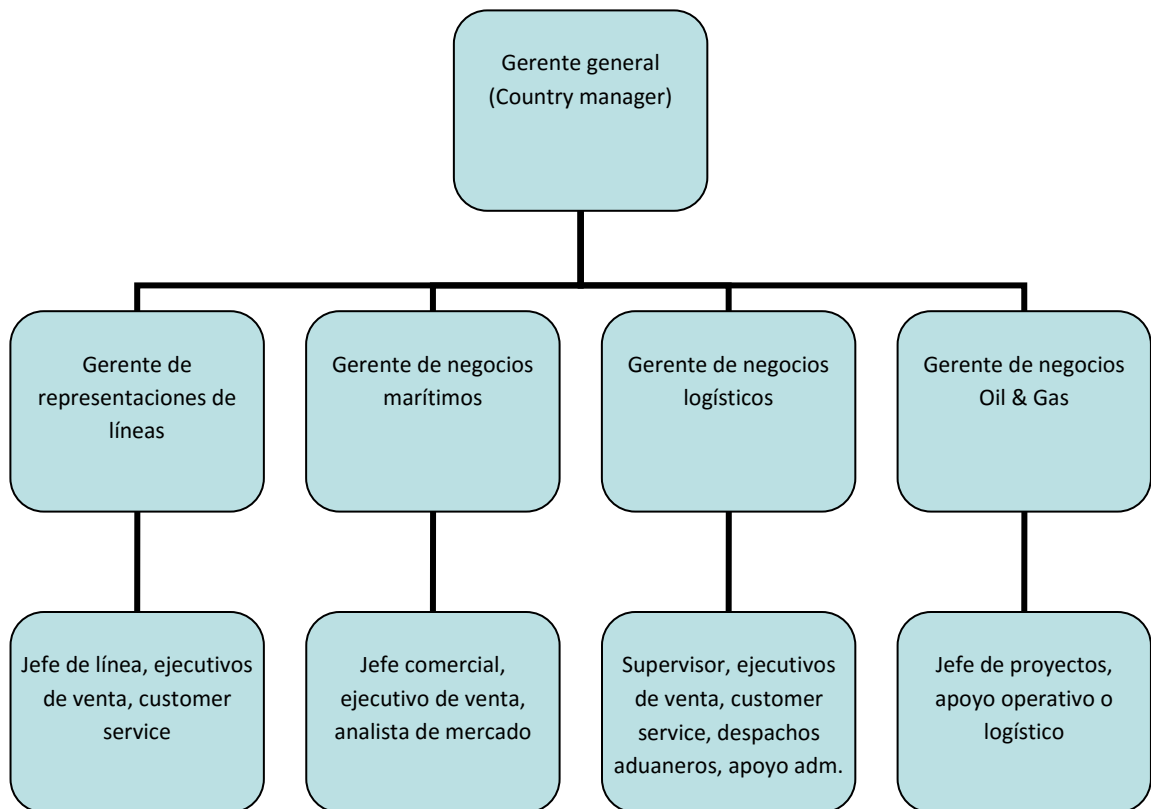 Gerente general
(Country manager)
Gerente de
representaciones de
líneas
Gerente de negocios
marítimos
Gerente de negocios
logísticos
Gerente de negocios
Oil & Gas
Jefe de línea, ejecutivos
de venta, customer
service
Jefe comercial,
ejecutivo de venta,
analista de mercado
Supervisor, ejecutivos
de venta, customer
service, despachos
aduaneros, apoyo adm.
Jefe de proyectos,
apoyo operativo o
logístico